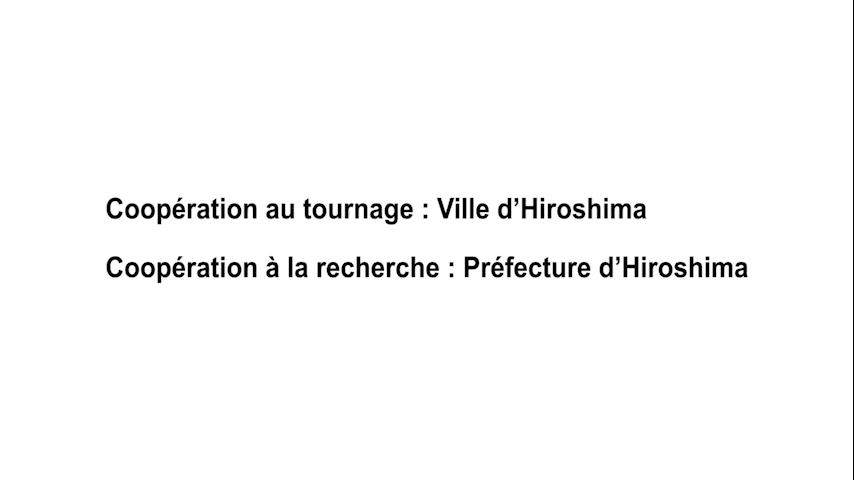 Coopération au tournage : Ville d’Hiroshima
Coopération à la recherche : Préfecture d’Hiroshima